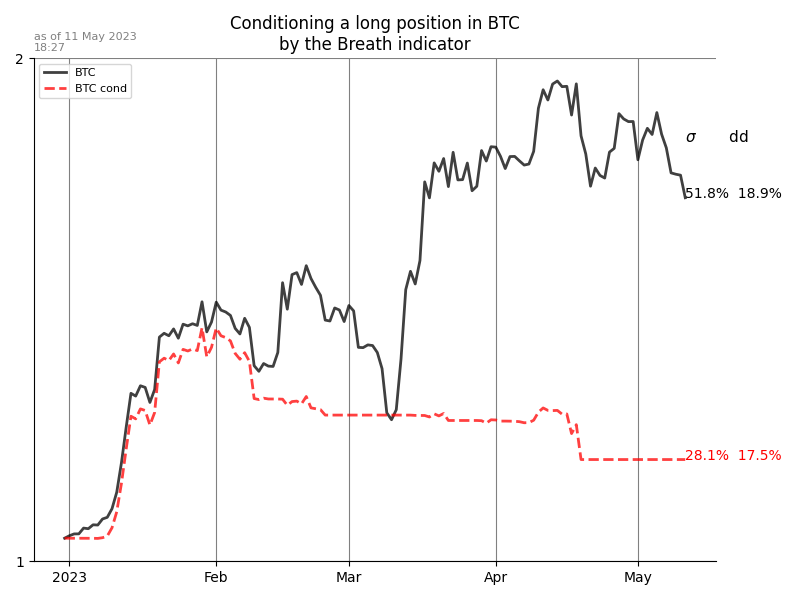 Conditioning a long position in BTC
by the Breath indicator
as of 11 May 2023
18:27
2
BTC
BTC cond
σ dd
51.8% 18.9%
28.1% 17.5%
1
2023 Feb Mar Apr May